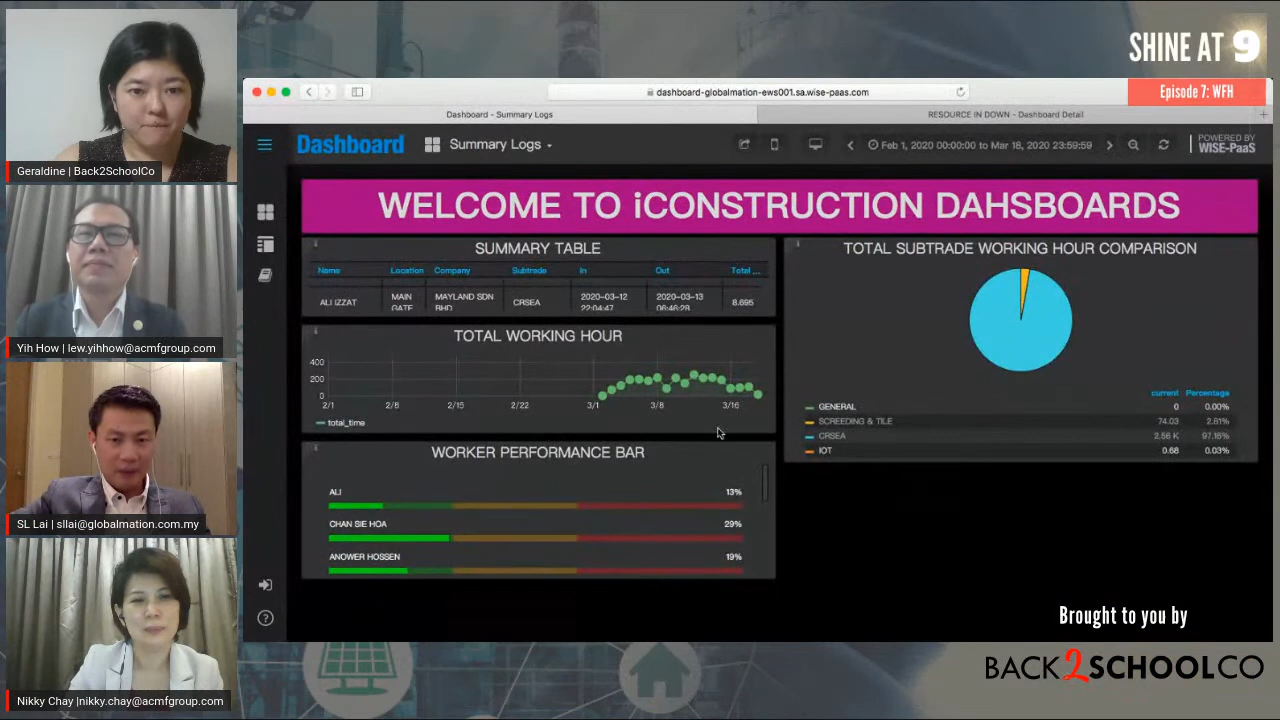 SHINE AT 9
Episode 7: WFH
Geraldine | Back2SchoolCo
Yih How | lew.yihhow@acmfgroup.com
SL Lai | sllai@globalmation.com.my
Nikky Chay |nikky.chay@acmfgroup.com
dashboard-globalmation-ews001.sa.wise-paas.com
Dashboard - Summary Logs
RESOURCE IN DOWN - Dashboard Detail
Dashboard
Summary Logs
Feb 1, 2020 00:00:00 to Mar 18, 2020 23:59:59
POWERED BY
WISE-PaaS
WELCOME TO iCONSTRUCTION DAHSBOARDS
SUMMARY TABLE
Name Location Company Subtrade In Out Total ...
ALI IZZAT MAIN GATE MAYLAND SDN BHD CRSEA 2020-03-12 22:04:47 2020-03-13 06:46:28 8.695
TOTAL WORKING HOUR
400
200
0
2/1 2/8 2/15 2/22 3/1 3/8 3/16
total_time
WORKER PERFORMANCE BAR
ALI 13%
CHAN SIE HOA 29%
ANOWER HOSSEN 19%
TOTAL SUBTRADE WORKING HOUR COMPARISON
current Percentage
GENERAL 0 0.00%
SCREEDING & TILE 74.03 2.81%
CRSEA 2.56 K 97.16%
IOT 0.68 0.03%
Brought to you by
BACK2SCHOOLCO